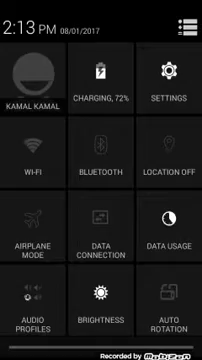 2:13 PM 08/01/2017
KAMAL KAMAL
CHARGING, 72%
SETTINGS
WI-FI
BLUETOOTH
LOCATION OFF
AIRPLANE
MODE
DATA
CONNECTION
DATA USAGE
AUDIO
PROFILES
BRIGHTNESS
AUTO
ROTATION
Recorded by